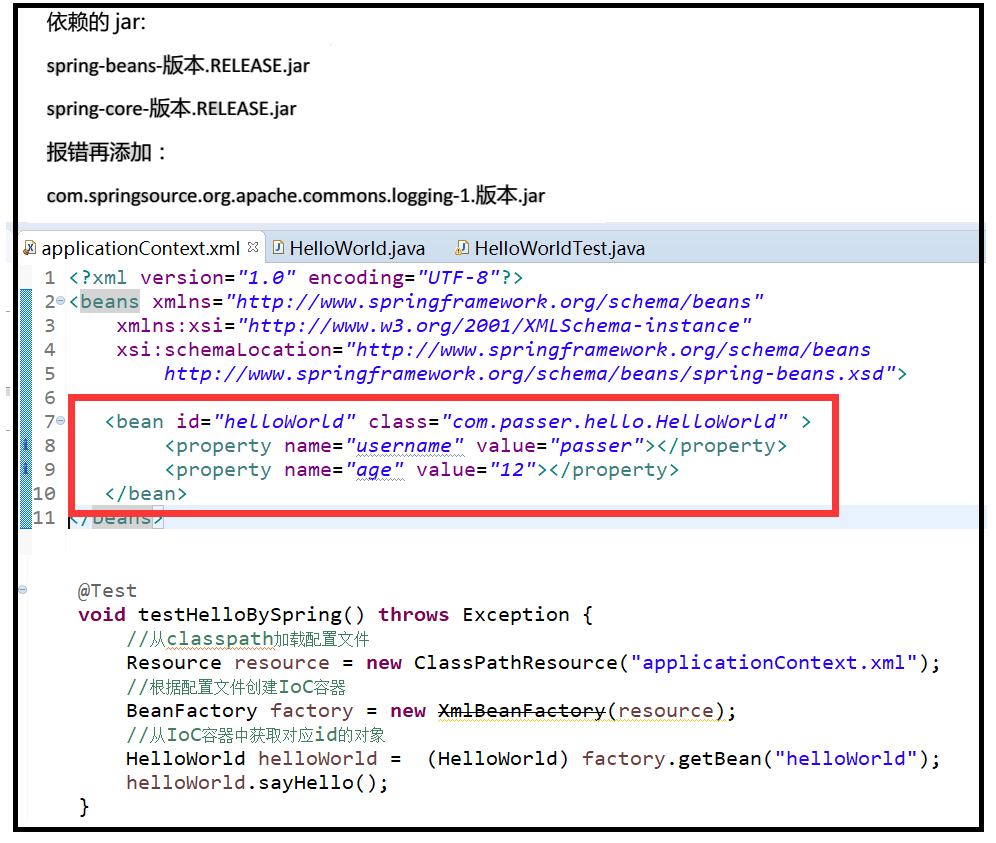 依赖的 jar:
spring-beans-版本.RELEASE.jar
spring-core-版本.RELEASE.jar
报错再添加：
com.springsource.org.apache.commons.logging-1.版本.jar
applicationContext.xml HelloWorld.java HelloWorldTest.java
1 <?xml version="1.0" encoding="UTF-8"?>
2 <beans xmlns="http://www.springframework.org/schema/beans"
3 xmlns:xsi="http://www.w3.org/2001/XMLSchema-instance"
4 xsi:schemaLocation="http://www.springframework.org/schema/beans
5 http://www.springframework.org/schema/beans/spring-beans.xsd">
6
7 <bean id="helloWorld" class="com.passer.hello.HelloWorld" >
8 <property name="username" value="passer"></property>
9 <property name="age" value="12"></property>
10 </bean>
11 </beans>
@Test
void testHelloBySpring() throws Exception {
//从classpath加载配置文件
Resource resource = new ClassPathResource("applicationContext.xml");
//根据配置文件创建IoC容器
BeanFactory factory = new XmlBeanFactory(resource);
//从IoC容器中获取对应id的对象
HelloWorld helloWorld = (HelloWorld) factory.getBean("helloWorld");
helloWorld.sayHello();
}